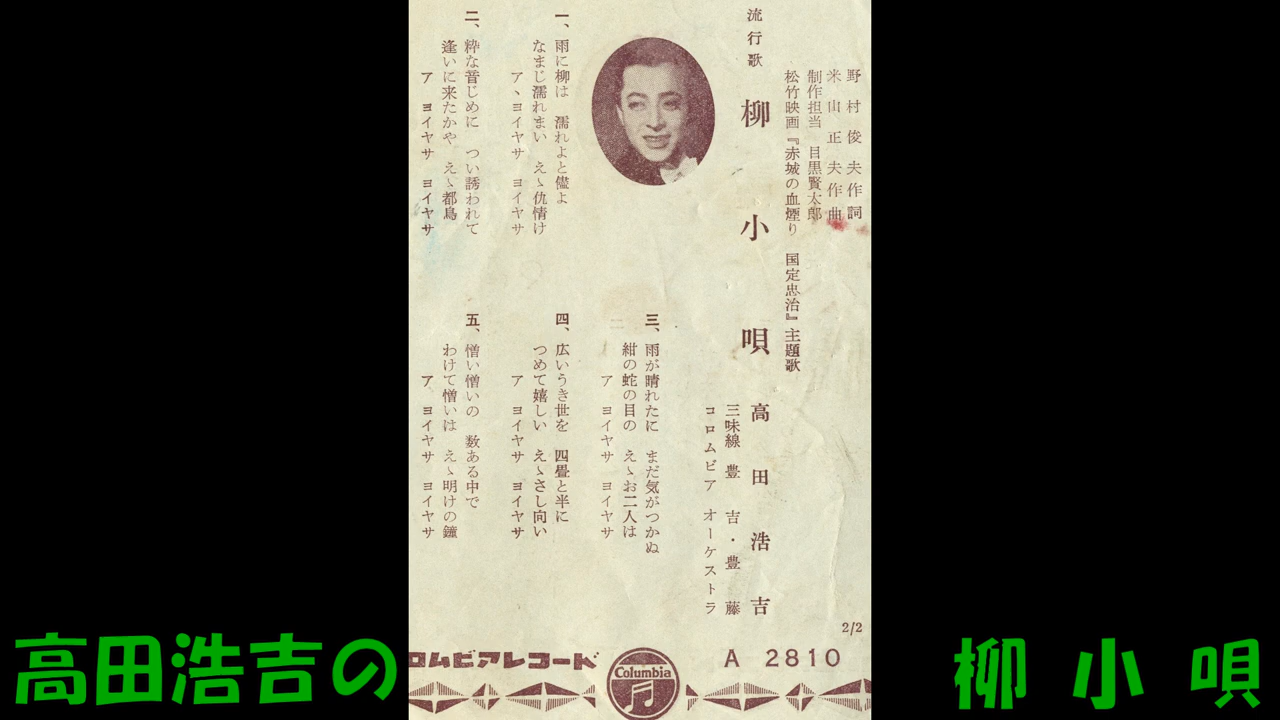 野村俊夫作詞
米山正夫作曲
制作担当 目黒賢太郎
松竹映画『赤城の血煙り 国定忠治』主題歌
流行歌 柳小唄
高田浩吉
三味線 豊吉・豊藤
コロムビア オーケストラ
一、雨に柳は 濡れよと儘よ
なまじ濡れまい えゝ仇情け
ア、ヨイヤサ ヨイヤサ
二、粋な音じめに つい誘われて
逢いに来たかや えゝ都鳥
ア ヨイヤサ ヨイヤサ
三、雨が晴れたに まだ気がつかぬ
紺の蛇の目の えゝお二人は
ア ヨイヤサ ヨイヤサ
四、広いうき世を 四畳と半に
つめて嬉しい えゝさし向い
ア ヨイヤサ ヨイヤサ
五、憎い憎いの 数ある中で
わけて憎いは えゝ明けの鐘
ア ヨイヤサ ヨイヤサ
2/2
ロムビアレコード
Columbia
A 2810
高田浩吉の
柳小唄